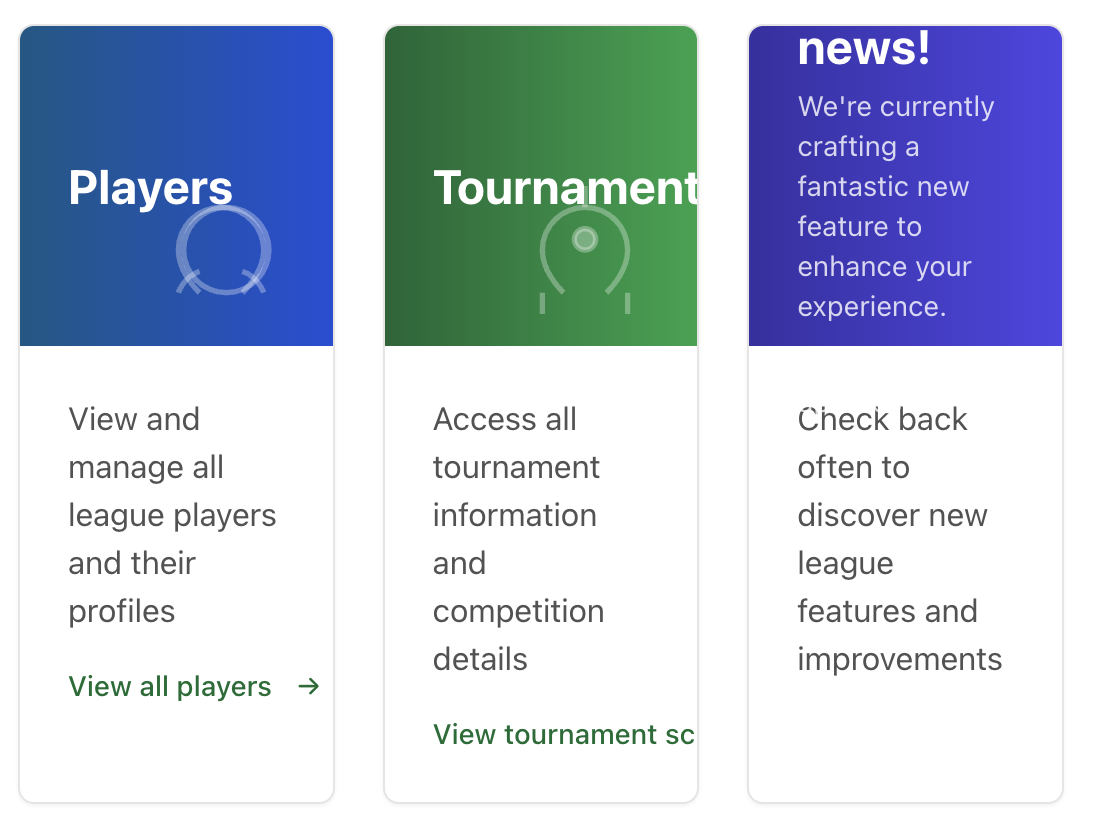 Players
View and
manage all
league players
and their
profiles
View all players →
Tournament
Access all
tournament
information
and
competition
details
View tournament sc
news!
We're currently
crafting a
fantastic new
feature to
enhance your
experience.
Check back
often to
discover new
league
features and
improvements